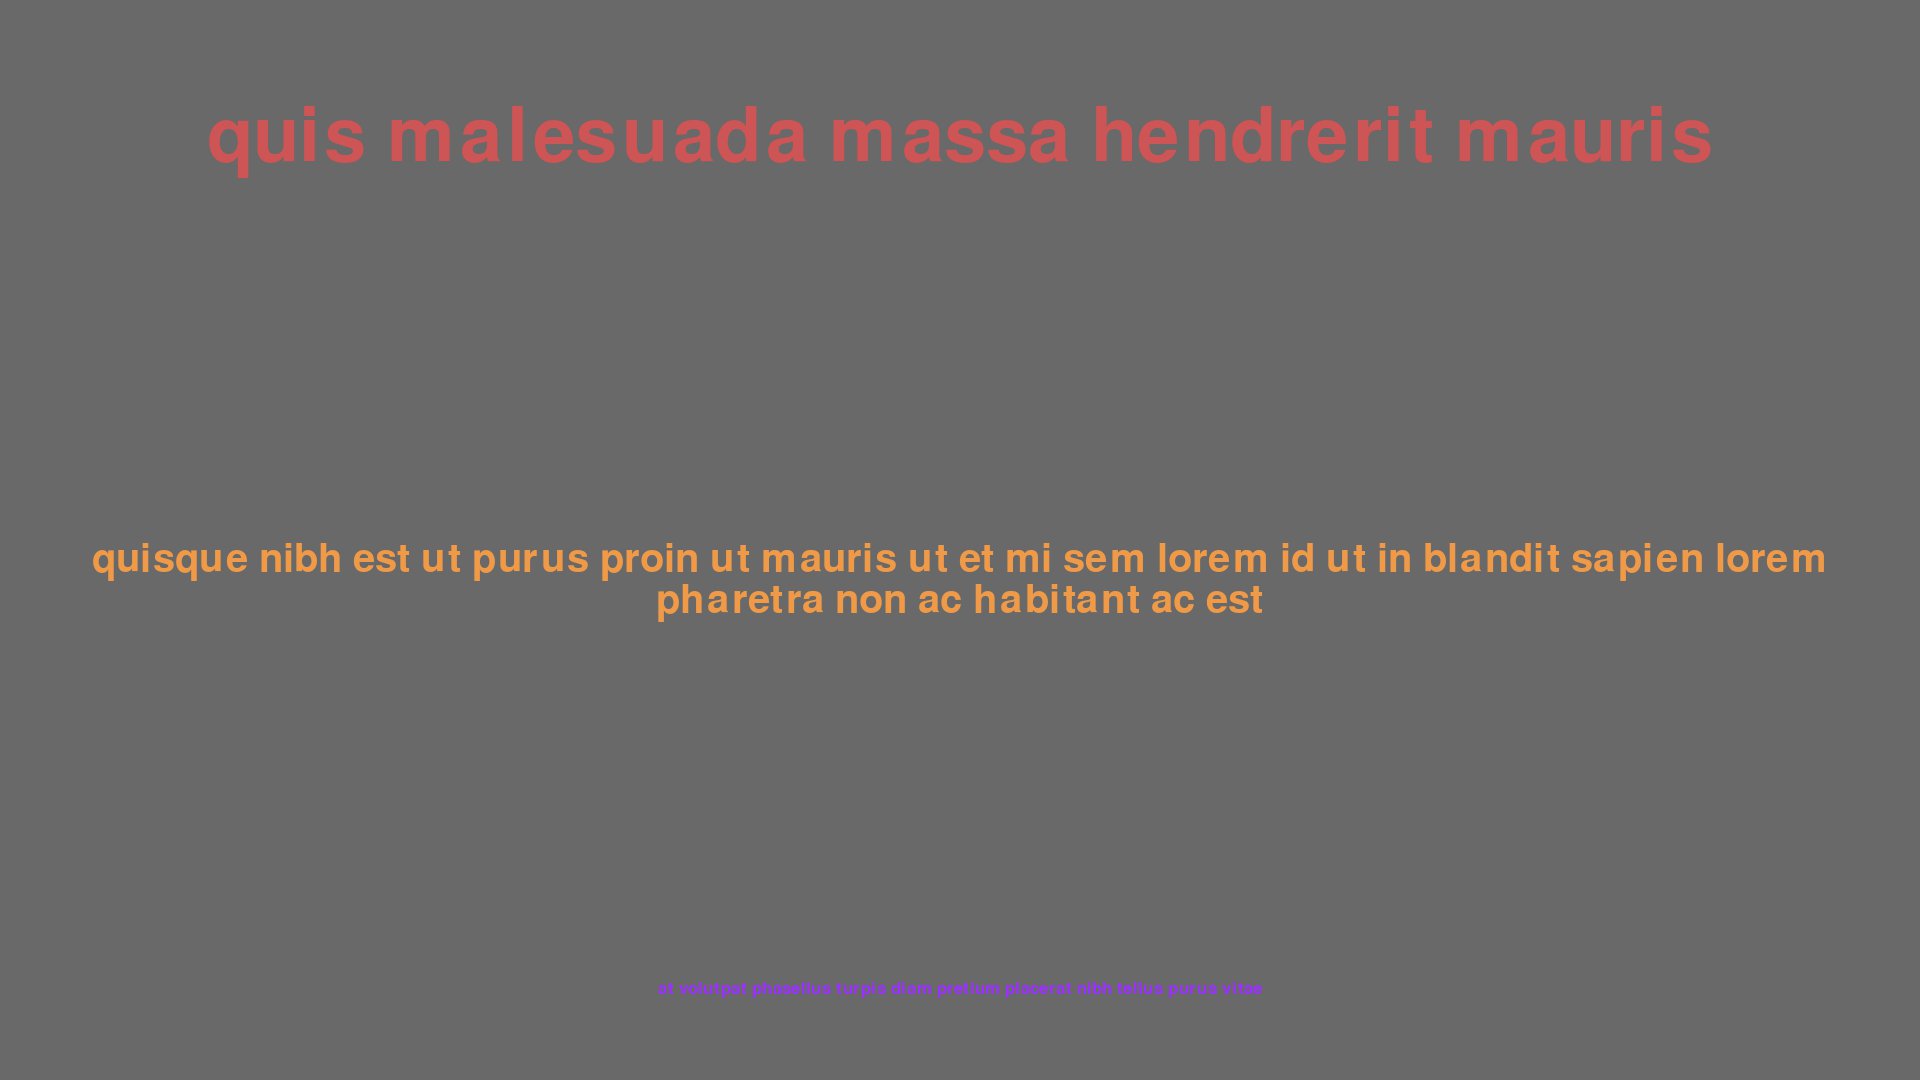 quis malesuada massa hendrerit mauris
quisque nibh est ut purus proin ut mauris ut et mi sem lorem id ut in blandit sapien lorem
pharetra non ac habitant ac est
at volutpat phasellus turpis diam pretium placerat nibh tellus purus vitae